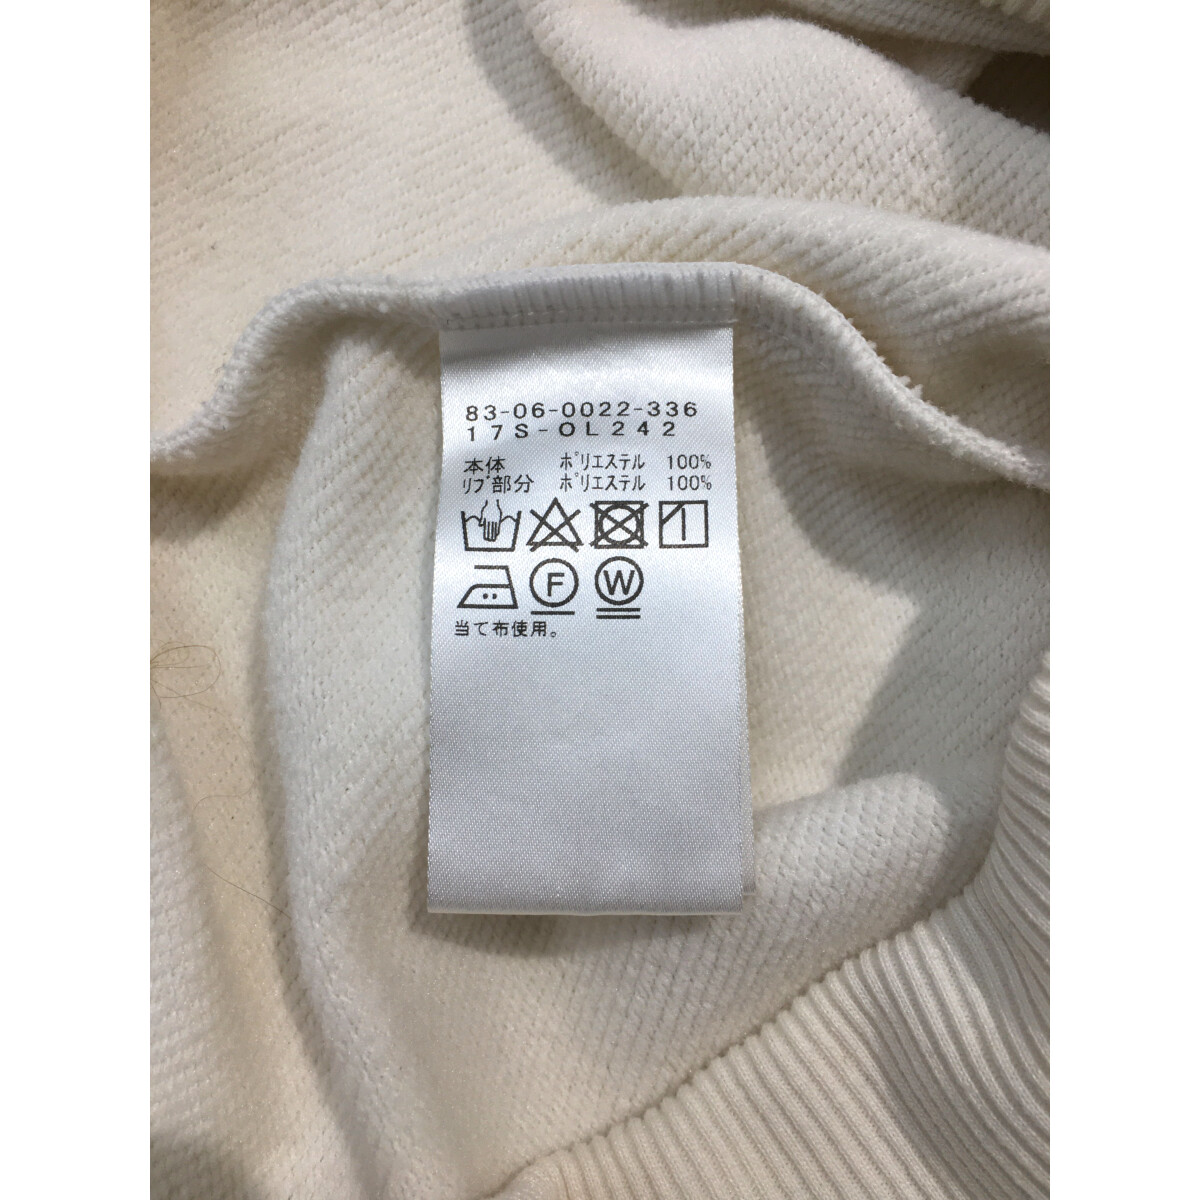 83-06-0022-336
17S-OL242
本体 ポリエステル 100%
リブ部分 ポリエステル 100%
F W
当て布使用。